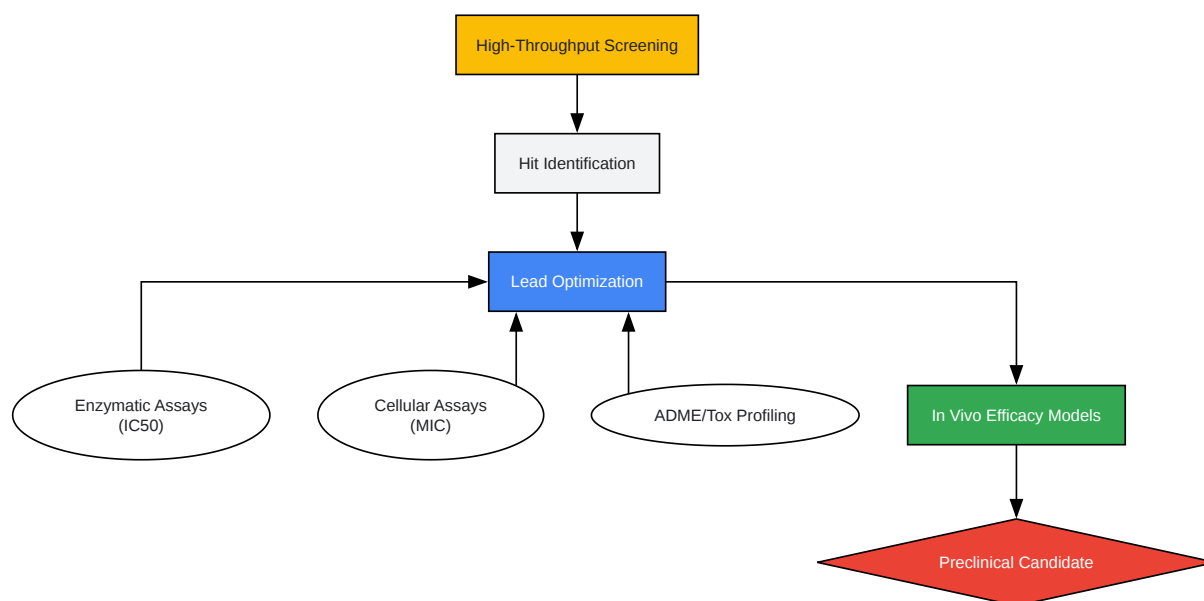 High-Throughput Screening
Hit Identification
Lead Optimization
Enzymatic Assays
(IC50)
Cellular Assays
(MIC)
ADME/Tox Profiling
In Vivo Efficacy Models
Preclinical Candidate